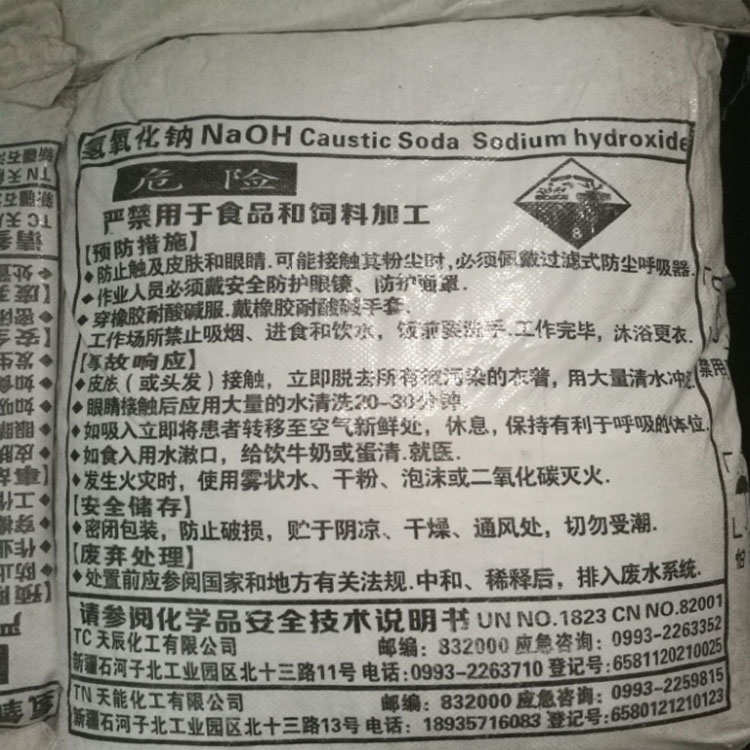 氢氧化钠 NaOH Caustic Soda Sodium hydroxide
危 险
严禁用于食品和饲料加工
8
【预防措施】
◆防止触及皮肤和眼睛.可能接触其粉尘时,必须佩戴过滤式防尘呼吸器.
◆作业人员必须戴安全防护眼镜、防护面罩.
◆穿橡胶耐酸碱服.戴橡胶耐酸碱手套.
工作场所禁止吸烟、进食和饮水,饭前要洗手.工作完毕,沐浴更衣.
【事故响应】
◆皮肤(或头发)接触,立即脱去所有被污染的衣着,用大量清水冲
◆眼睛接触后应用大量的水清洗20-30分钟.
◆如吸入立即将患者转移至空气新鲜处,休息,保持有利于呼吸的体位.
◆如食入用水漱口,给饮牛奶或蛋清.就医.
◆发生火灾时,使用雾状水、干粉、泡沫或二氧化碳灭火.
【安全储存】
◆密闭包装,防止破损,贮于阴凉、干燥、通风处,切勿受潮.
【废弃处理】
◆处置前应参阅国家和地方有关法规.中和、稀释后,排入废水系统.
请参阅化学品安全技术说明书 UN NO.1823 CN NO.82001
TC 天辰化工有限公司 邮编:832000 应急咨询:0993-2263352
新疆石河子北工业园区北十三路11号 电话:0993-2263710 登记号:6581120210025
TN 天能化工有限公司 邮编:832000 应急咨询:0993-2259815
新疆石河子北工业园区北十三路13号 电话:18935716083 登记号:6580121210123